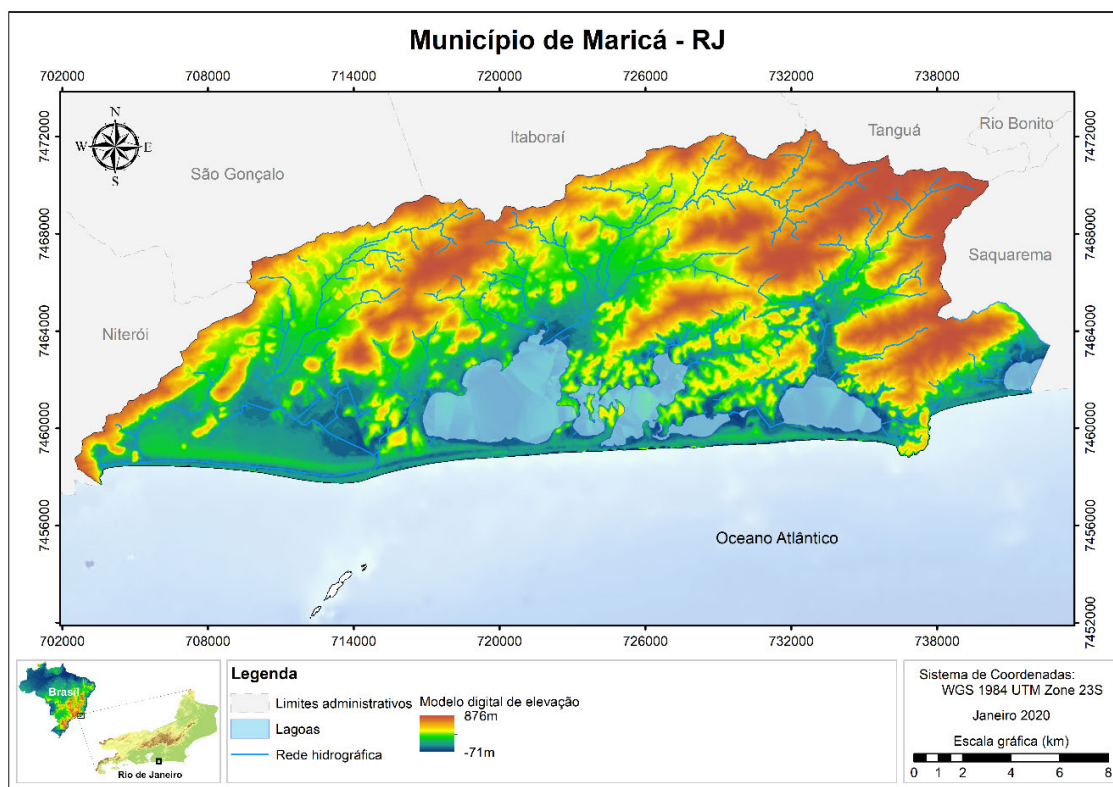 Município de Maricá - RJ
702000 708000 714000 720000 726000 732000 738000
7472000
7468000
7464000
7460000
7456000
7452000
N
W E
S
São Gonçalo
Itaboraí
Tanguá
Rio Bonito
Saquarema
Niterói
Oceano Atlântico
7472000
7468000
7464000
7460000
7456000
7452000
702000 708000 714000 720000 726000 732000 738000
Brasil
Rio de Janeiro
Legenda
Limites administrativos
Lagoas
Rede hidrográfica
Modelo digital de elevação
876m
-71m
Sistema de Coordenadas:
WGS 1984 UTM Zone 23S
Janeiro 2020
Escala gráfica (km)
0 1 2 4 6 8